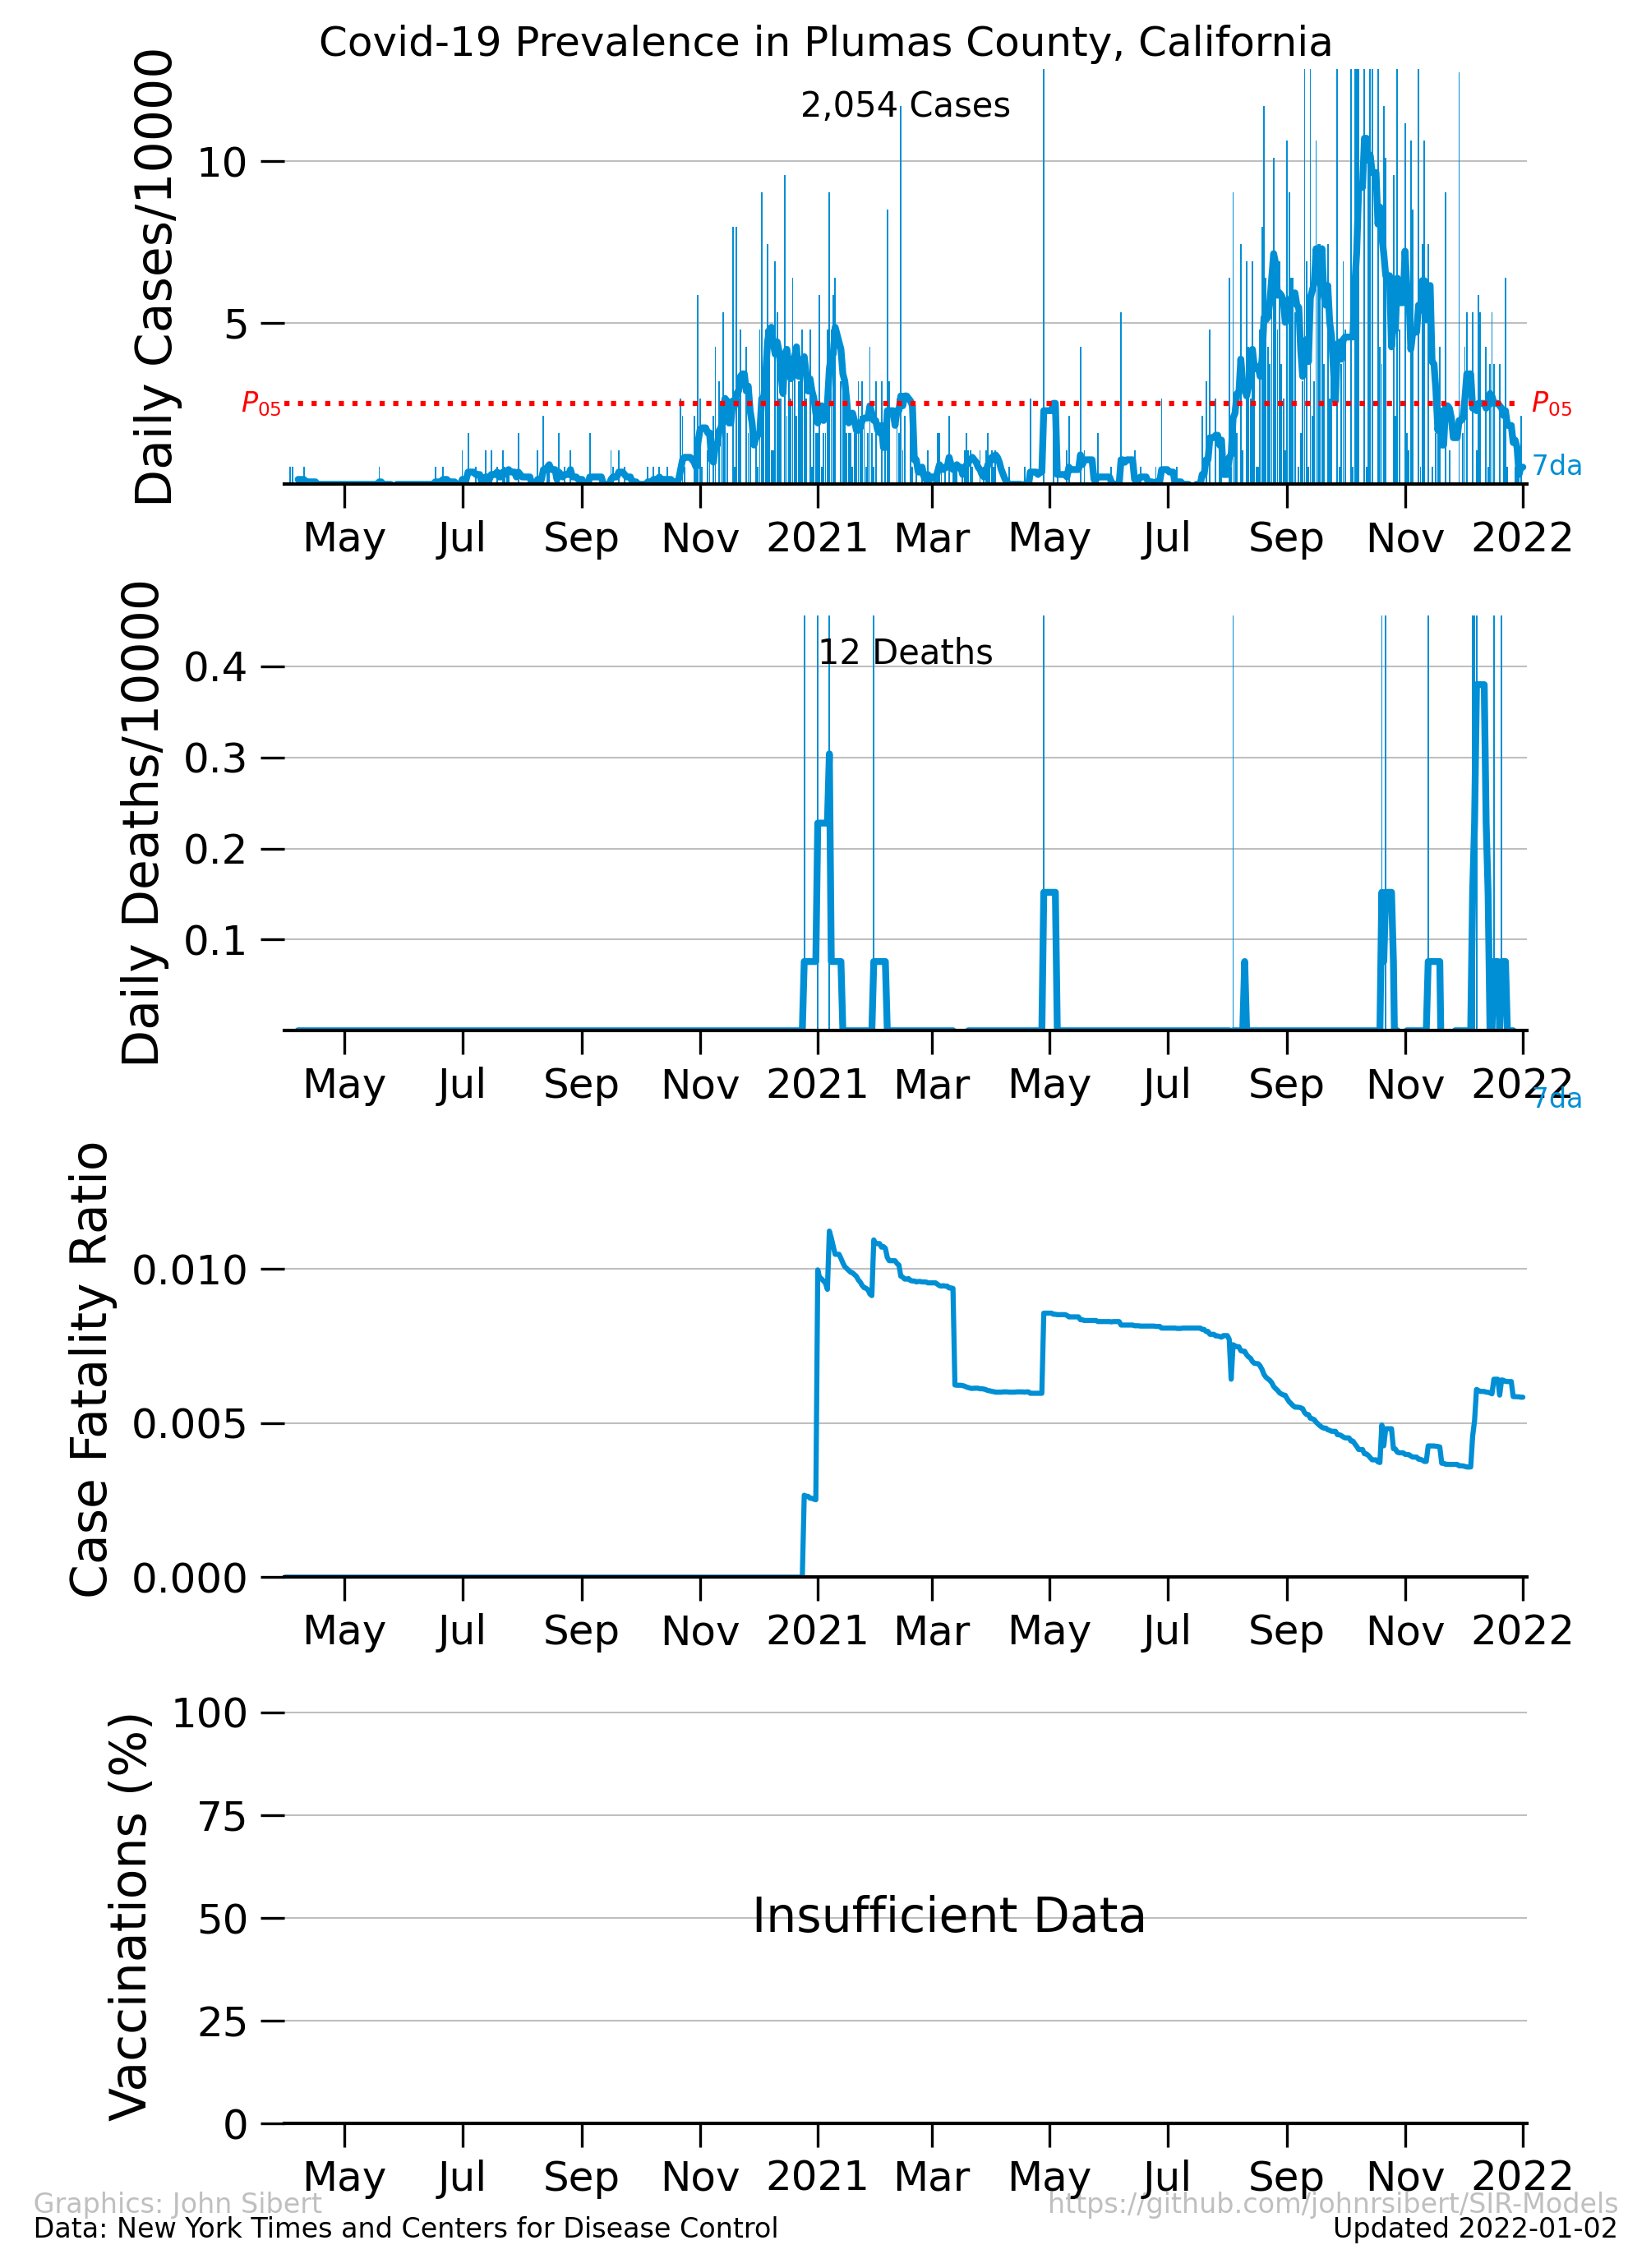 Covid-19 Prevalence in Plumas County, California
Daily Cases/10000
2,054 Cases
10
5
P05
P05
7da
May Jul Sep Nov 2021 Mar May Jul Sep Nov 2022
Daily Deaths/10000
12 Deaths
0.4
0.3
0.2
0.1
May Jul Sep Nov 2021 Mar May Jul Sep Nov 2022
7da
Case Fatality Ratio
0.010
0.005
0.000
May Jul Sep Nov 2021 Mar May Jul Sep Nov 2022
Vaccinations (%)
100
75
50
25
0
Insufficient Data
May Jul Sep Nov 2021 Mar May Jul Sep Nov 2022
Graphics: John Sibert
https://github.com/johnrsibert/SIR-Models
Data: New York Times and Centers for Disease Control
Updated 2022-01-02